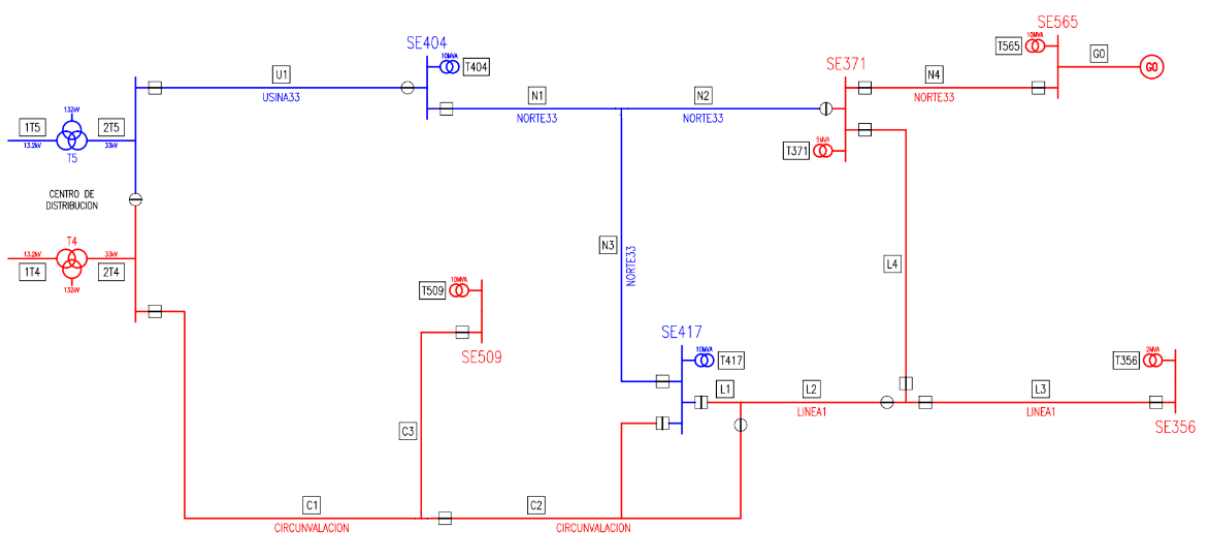 SE565
10MVA
T565
G0
G0
SE404
10MVA
T404
SE371
N4
NORTE33
U1
USINA33
N1
NORTE33
N2
NORTE33
132kV
1T5
2T5
13.2kV
33kV
T5
5MVA
T371
CENTRO DE
DISTRIBUCION
N3
NORTE33
T4
13.2kV
33kV
1T4
2T4
132kV
L4
10MVA
T509
SE509
SE417
10MVA
T417
2MVA
T356
L1
L2
LINEA1
L3
LINEA1
SE356
C3
C1
CIRCUNVALACION
C2
CIRCUNVALACION